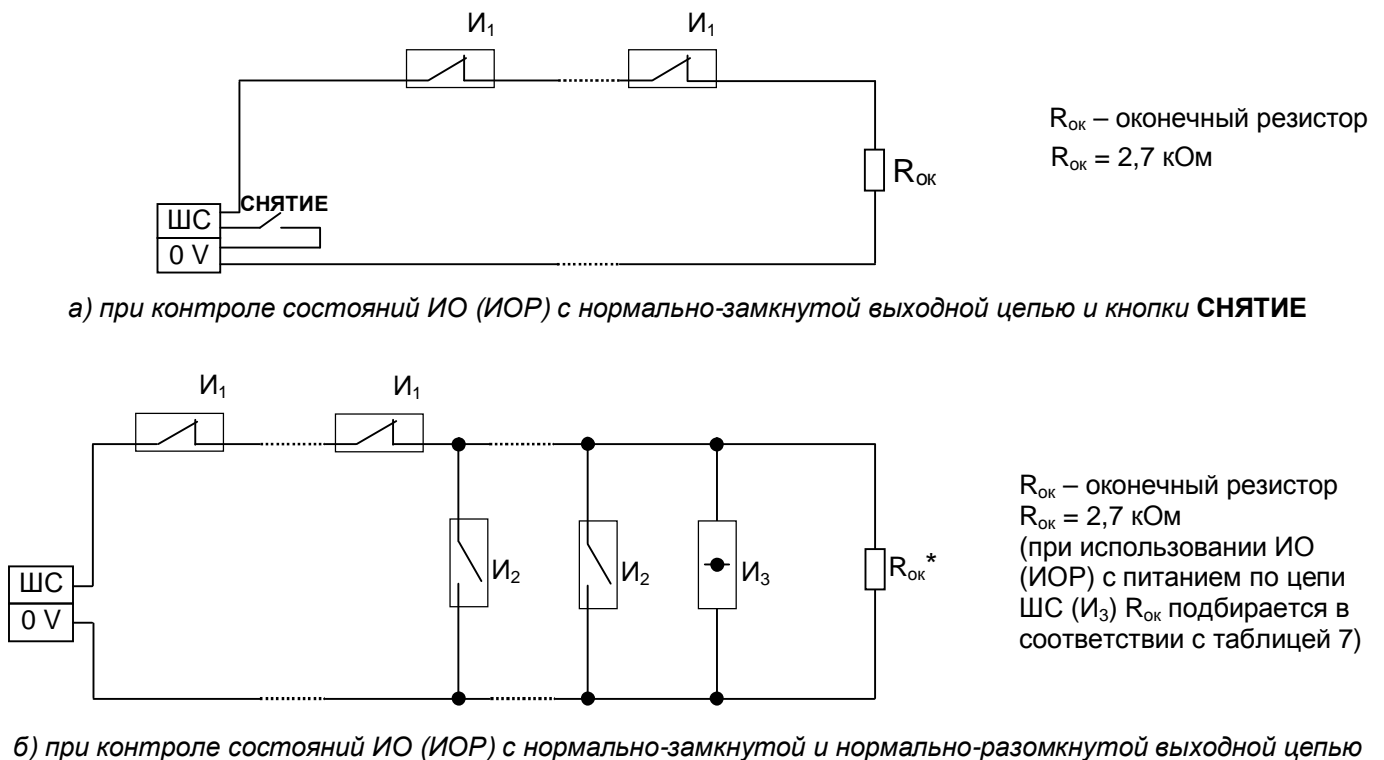 И₁ И₁
Rок – оконечный резистор
Rок = 2,7 кОм
Rок
СНЯТИЕ
ШС
0 V
а) при контроле состояний ИО (ИОР) с нормально-замкнутой выходной цепью и кнопки СНЯТИЕ
И₁ И₁
Rок – оконечный резистор
Rок = 2,7 кОм
(при использовании ИО
(ИОР) с питанием по цепи
ШС (И₃) Rок подбирается в
соответствии с таблицей 7)
И₂ И₂ И₃ Rок*
ШС
0 V
б) при контроле состояний ИО (ИОР) с нормально-замкнутой и нормально-разомкнутой выходной цепью